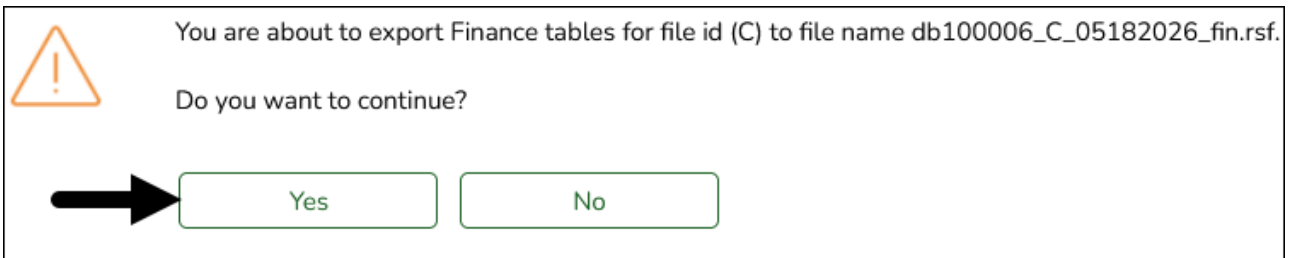 You are about to export Finance tables for file id (C) to file name db100006_C_05182026_fin.rsf.
Do you want to continue?
Yes No